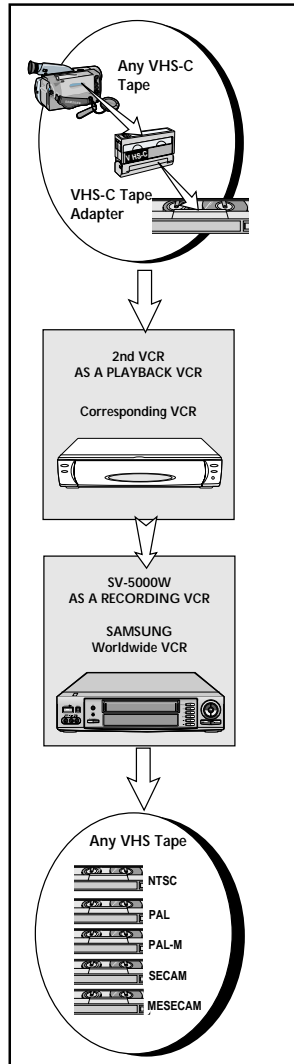 Any VHS-C
Tape
VHS-C
VHS-C Tape
Adapter
2nd VCR
AS A PLAYBACK VCR
Corresponding VCR
SV-5000W
AS A RECORDING VCR
SAMSUNG
Worldwide VCR
Any VHS Tape
NTSC
PAL
PAL-M
SECAM
MESECAM